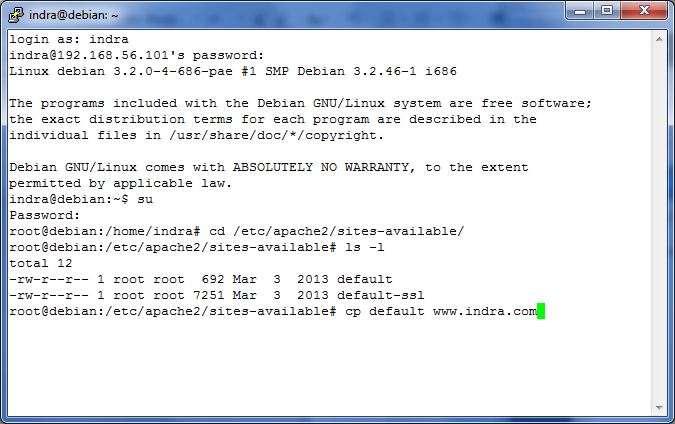 indra@debian: ~
login as: indra
indra@192.168.56.101's password:
Linux debian 3.2.0-4-686-pae #1 SMP Debian 3.2.46-1 i686
The programs included with the Debian GNU/Linux system are free software;
the exact distribution terms for each program are described in the
individual files in /usr/share/doc/*/copyright.
Debian GNU/Linux comes with ABSOLUTELY NO WARRANTY, to the extent
permitted by applicable law.
indra@debian:~$ su
Password:
root@debian:/home/indra# cd /etc/apache2/sites-available/
root@debian:/etc/apache2/sites-available# ls -l
total 12
-rw-r--r-- 1 root root  692 Mar  3  2013 default
-rw-r--r-- 1 root root 7251 Mar  3  2013 default-ssl
root@debian:/etc/apache2/sites-available# cp default www.indra.com